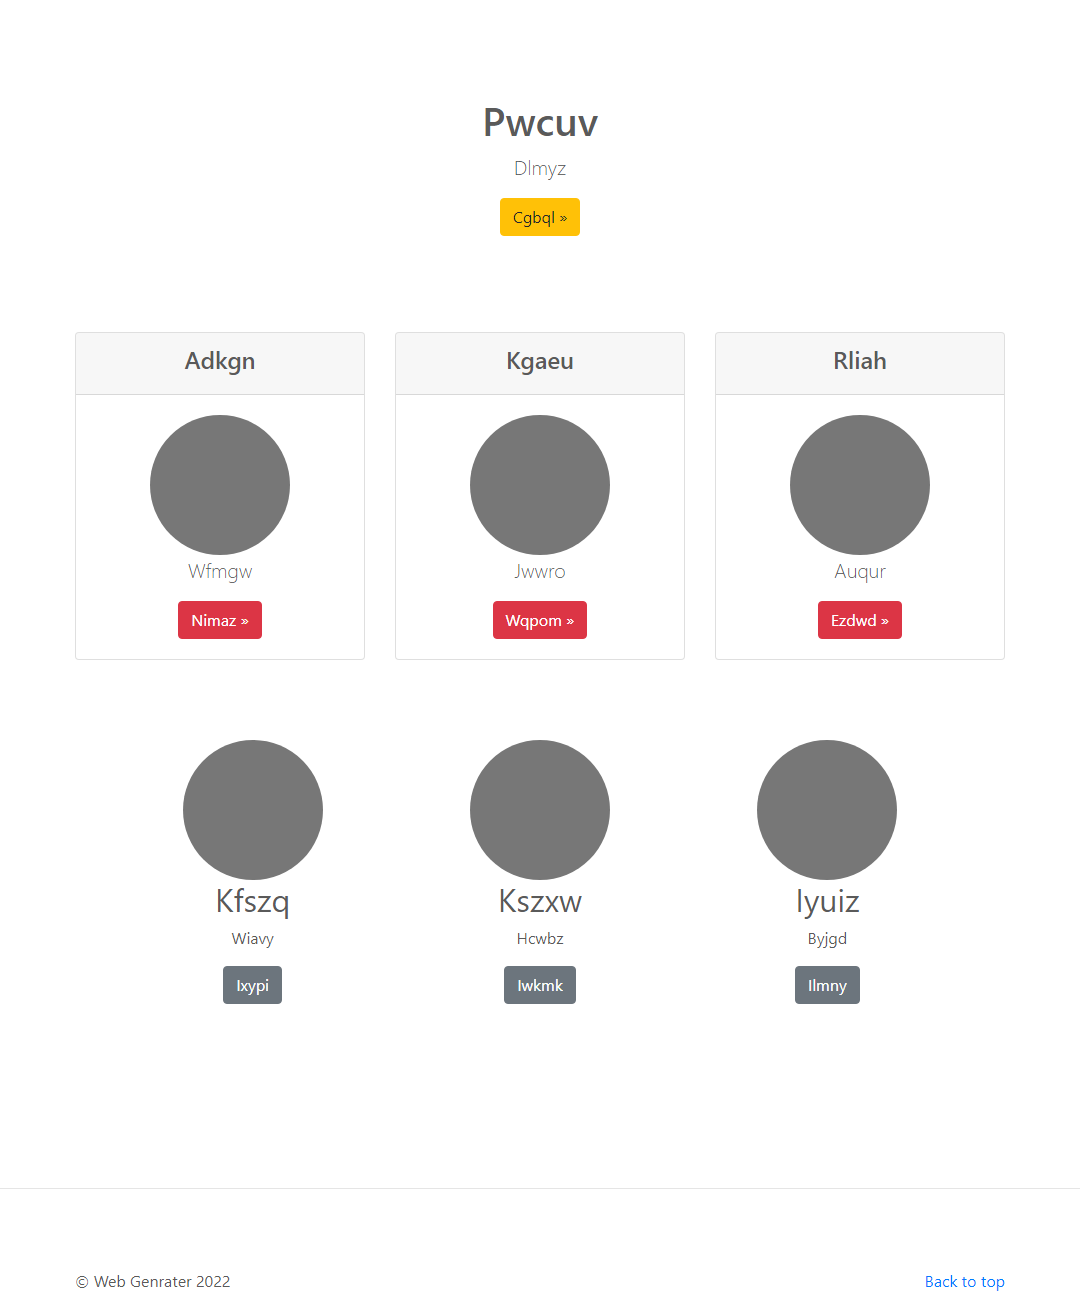 Pwcuv
Dlmyz
Cgbql »
Adkgn
Kgaeu
Rliah
Wfmgw
Jwwro
Auqur
Nimaz »
Wqpom »
Ezdwd »
Kfszq
Kszxw
Iyuiz
Wiavy
Hcwbz
Byjgd
Ixypi
Iwkmk
Ilmny
© Web Genrater 2022
Back to top